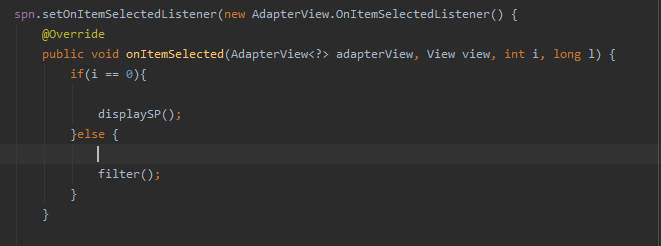 spn.setOnItemSelectedListener(new AdapterView.OnItemSelectedListener() {
@Override
public void onItemSelected(AdapterView<?> adapterView, View view, int i, long l) {
if(i == 0){
displaySP();
}else {
filter();
}
}